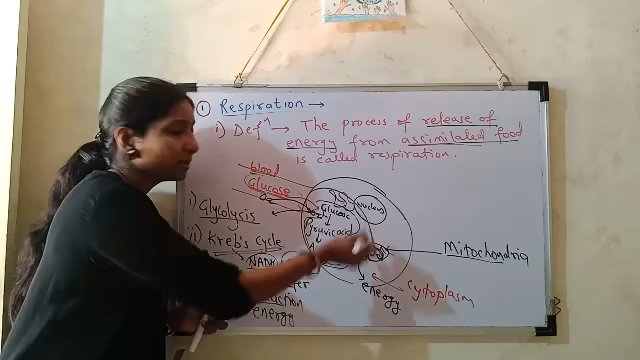 ① Respiration →
i) Defⁿ → The process of release of
energy from assimilated food
is called respiration.
blood
Glucose
O₂
i) Glycolysis
ii) Kreb's cycle
Glucose
Pyruvic acid
Nucleus
Mitochondria
energy
cytoplasm
energy